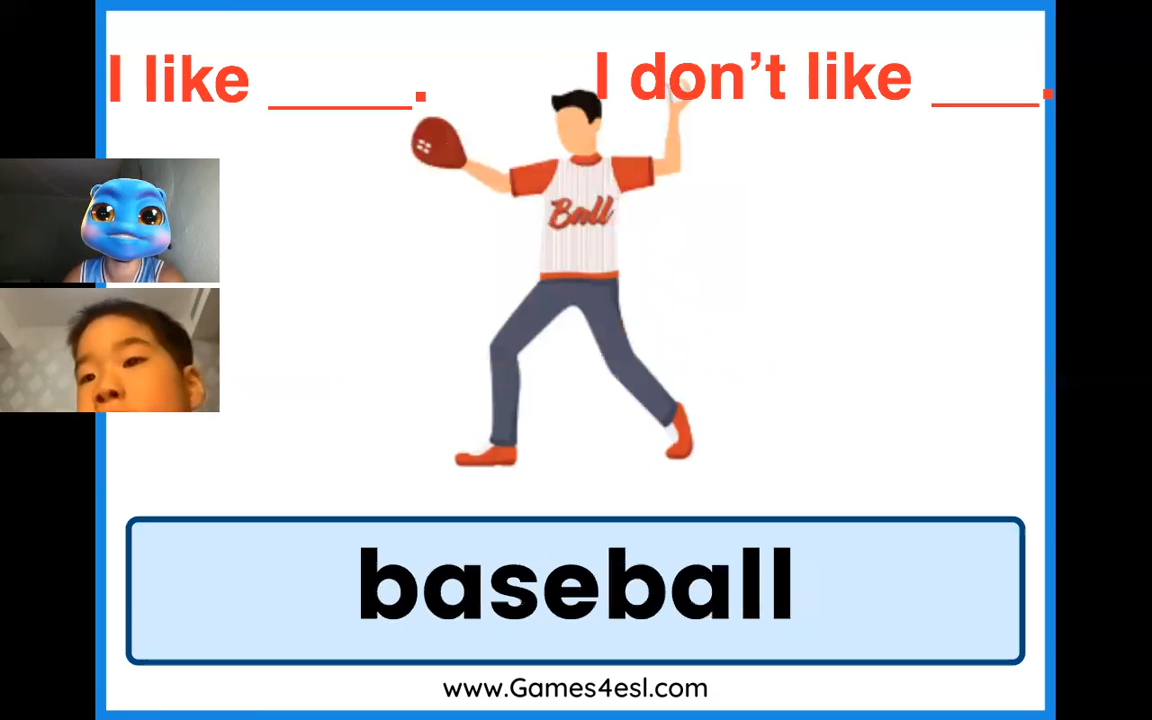 I like ____. I don’t like ___.
Ball
baseball
www.Games4esl.com